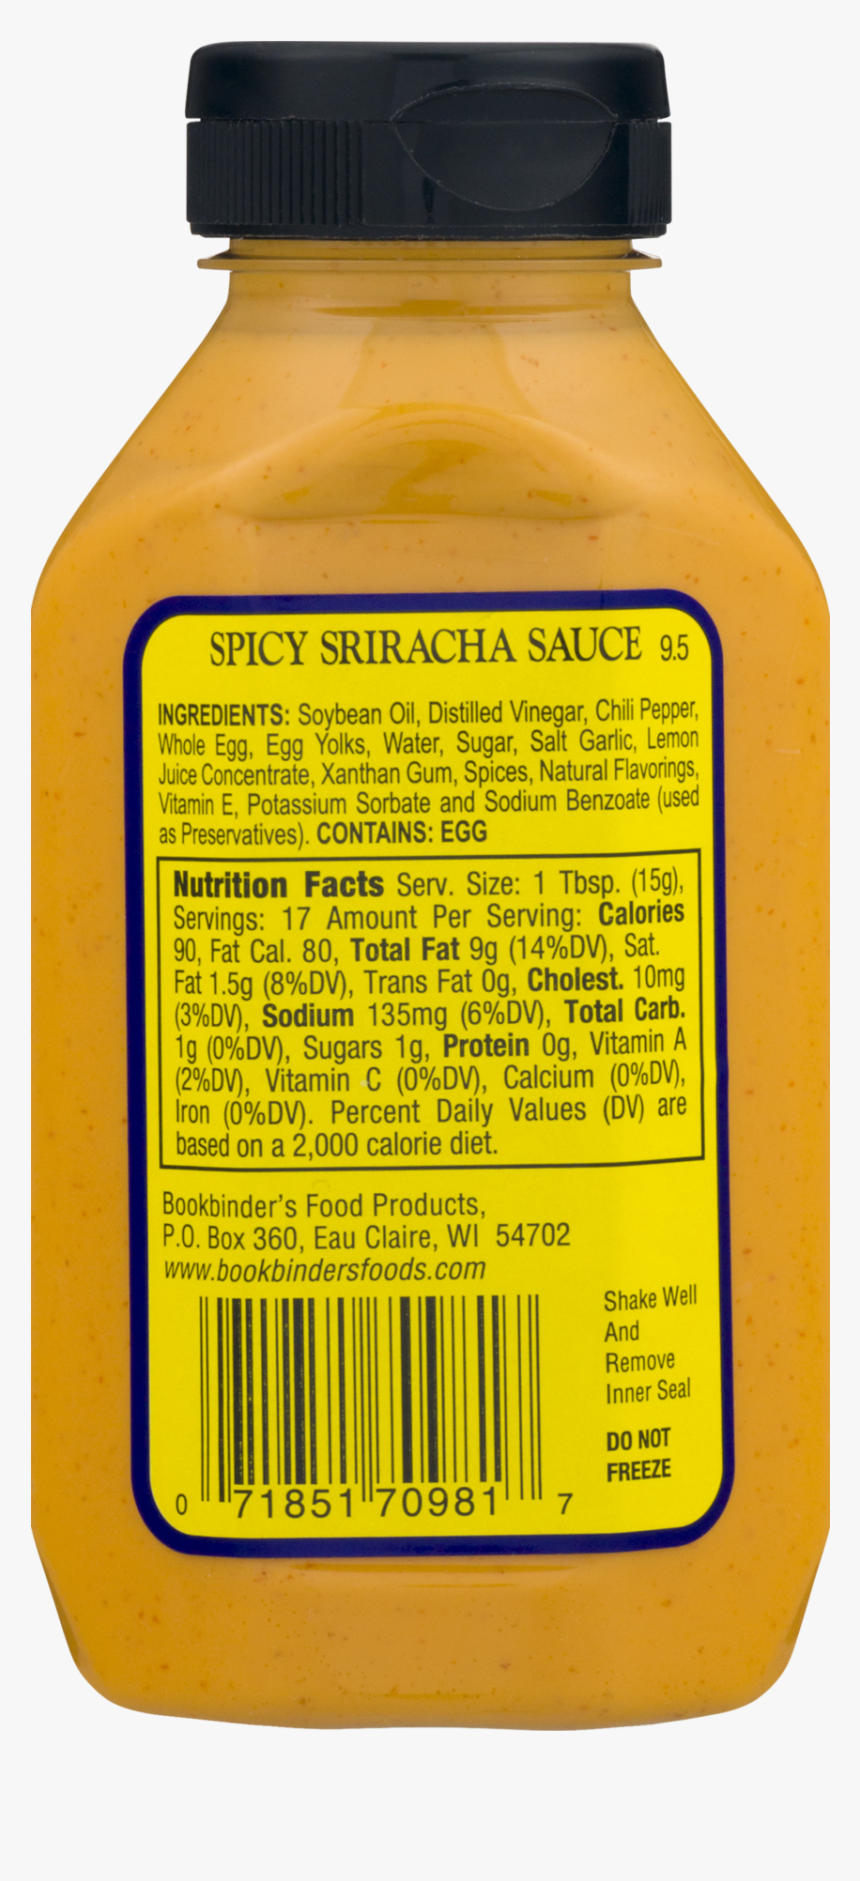 SPICY SRIRACHA SAUCE 9.5
INGREDIENTS: Soybean Oil, Distilled Vinegar, Chili Pepper,
Whole Egg, Egg Yolks, Water, Sugar, Salt Garlic, Lemon
Juice Concentrate, Xanthan Gum, Spices, Natural Flavorings,
Vitamin E, Potassium Sorbate and Sodium Benzoate (used
as Preservatives). CONTAINS: EGG
Nutrition Facts Serv. Size: 1 Tbsp. (15g),
Servings: 17 Amount Per Serving: Calories
90, Fat Cal. 80, Total Fat 9g (14%DV), Sat.
Fat 1.5g (8%DV), Trans Fat 0g, Cholest. 10mg
(3%DV), Sodium 135mg (6%DV), Total Carb.
1g (0%DV), Sugars 1g, Protein 0g, Vitamin A
(2%DV), Vitamin C (0%DV), Calcium (0%DV),
Iron (0%DV). Percent Daily Values (DV) are
based on a 2,000 calorie diet.
Bookbinder's Food Products,
P.O. Box 360, Eau Claire, WI 54702
www.bookbindersfoods.com
Shake Well
And
Remove
Inner Seal
DO NOT
FREEZE
0 71851 70981 7